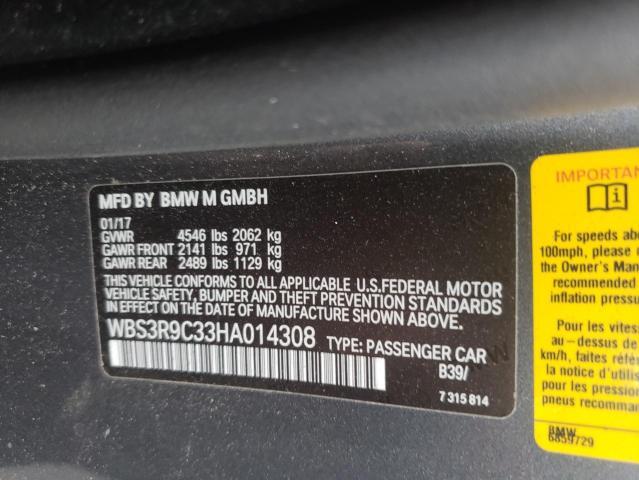 MFD BY BMW M GMBH
01/17
GVWR 4546 lbs 2062 kg
GAWR FRONT 2141 lbs 971 kg
GAWR REAR 2489 lbs 1129 kg
THIS VEHICLE CONFORMS TO ALL APPLICABLE U.S.FEDERAL MOTOR
VEHICLE SAFETY, BUMPER AND THEFT PREVENTION STANDARDS
IN EFFECT ON THE DATE OF MANUFACTURE SHOWN ABOVE.
WBS3R9C33HA014308 TYPE: PASSENGER CAR
B39/
7 315 814
IMPORTAN
i
For speeds abo
100mph, please r
the Owner's Man
recommended
inflation pressu
Pour les vites
au-dessus de
km/h, faites référe
la notice d'utilis
pour les pression
pneus recomman
BMW
6859729